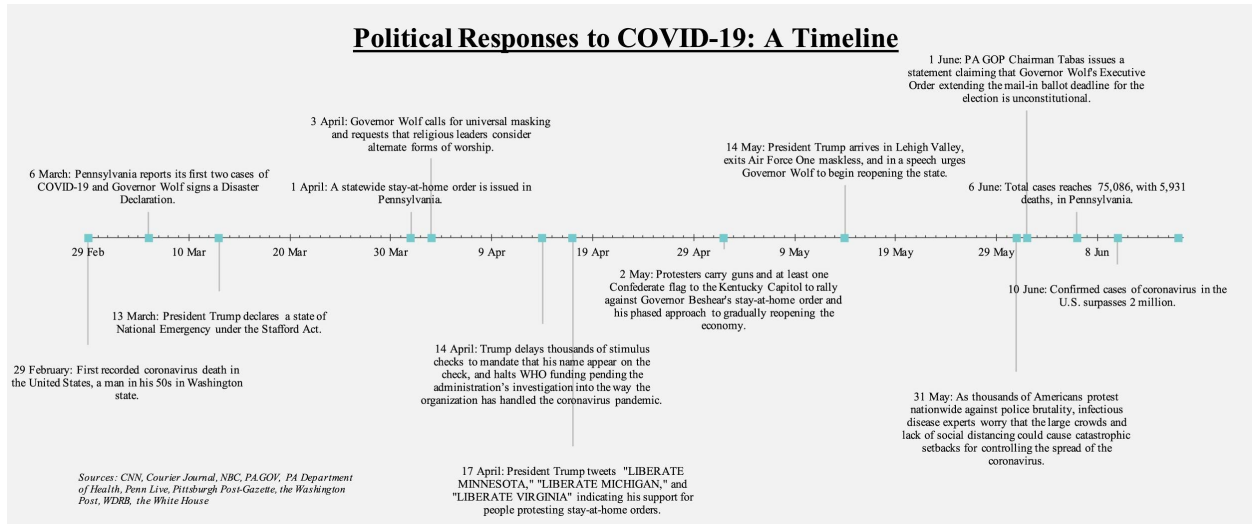 Political Responses to COVID-19: A Timeline
1 June: PA GOP Chairman Tabas issues a
statement claiming that Governor Wolf's Executive
Order extending the mail-in ballot deadline for the
election is unconstitutional.
3 April: Governor Wolf calls for universal masking
and requests that religious leaders consider
alternate forms of worship.
14 May: President Trump arrives in Lehigh Valley,
exits Air Force One maskless, and in a speech urges
Governor Wolf to begin reopening the state.
6 March: Pennsylvania reports its first two cases of
COVID-19 and Governor Wolf signs a Disaster
Declaration.
1 April: A statewide stay-at-home order is issued in
Pennsylvania.
6 June: Total cases reaches 75,086, with 5,931
deaths, in Pennsylvania.
29 Feb 10 Mar 20 Mar 30 Mar 9 Apr 19 Apr 29 Apr 9 May 19 May 29 May 8 Jun
2 May: Protesters carry guns and at least one
Confederate flag to the Kentucky Capitol to rally
against Governor Beshear's stay-at-home order and
his phased approach to gradually reopening the
economy.
10 June: Confirmed cases of coronavirus in the
U.S. surpasses 2 million.
13 March: President Trump declares a state of
National Emergency under the Stafford Act.
14 April: Trump delays thousands of stimulus
checks to mandate that his name appear on the
check, and halts WHO funding pending the
administration's investigation into the way the
organization has handled the coronavirus pandemic.
29 February: First recorded coronavirus death in
the United States, a man in his 50s in Washington
state.
31 May: As thousands of Americans protest
nationwide against police brutality, infectious
disease experts worry that the large crowds and
lack of social distancing could cause catastrophic
setbacks for controlling the spread of the
coronavirus.
17 April: President Trump tweets "LIBERATE
MINNESOTA," "LIBERATE MICHIGAN," and
"LIBERATE VIRGINIA" indicating his support for
people protesting stay-at-home orders.
Sources: CNN, Courier Journal, NBC, PA.GOV, PA Department
of Health, Penn Live, Pittsburgh Post-Gazette, the Washington
Post, WDRB, the White House